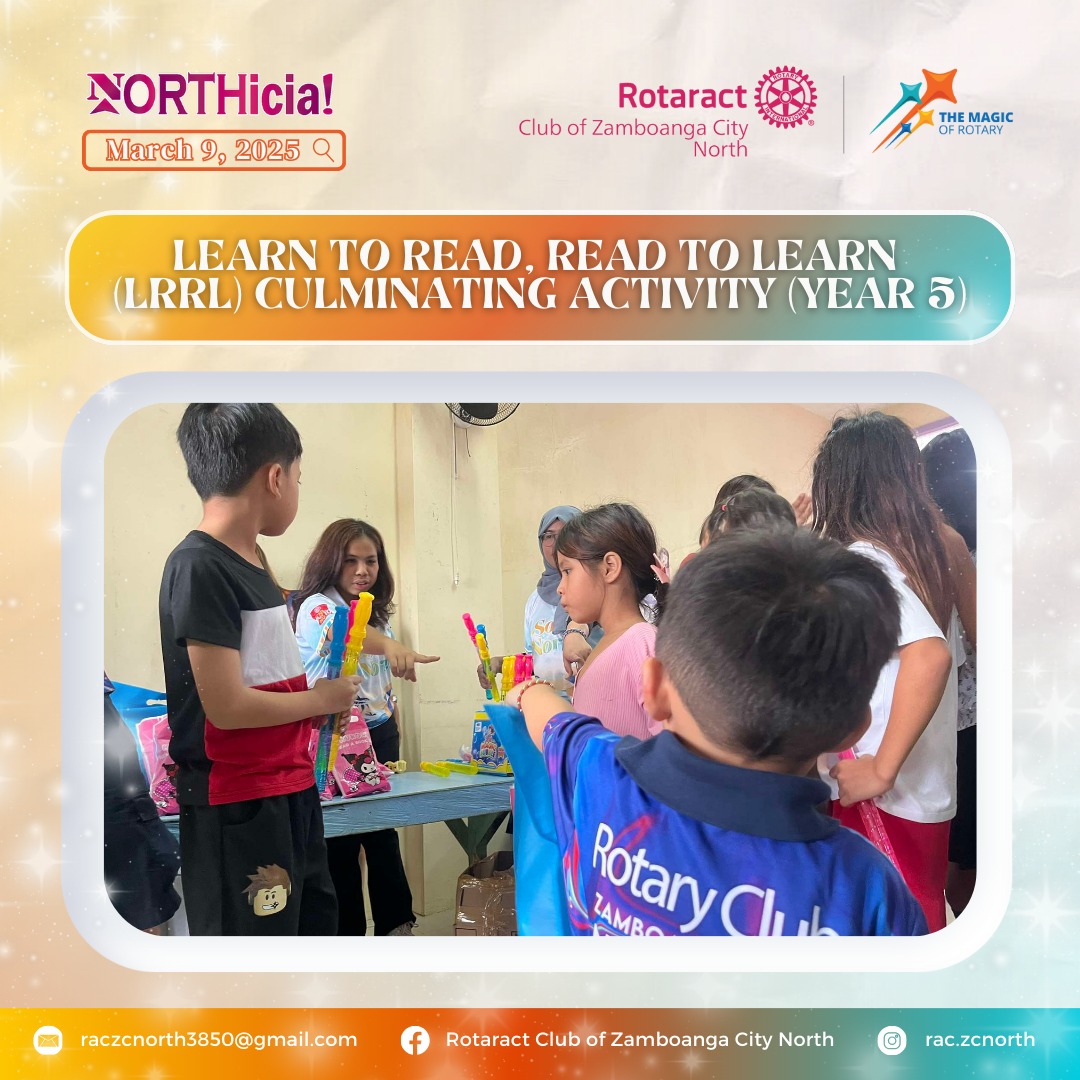 NORTHicia!
March 9, 2025
Rotaract
Club of Zamboanga City
North
ROTARY
INTERNATIONAL
THE MAGIC
OF ROTARY
LEARN TO READ, READ TO LEARN
(LRRL) CULMINATING ACTIVITY (YEAR 5)
Rotary Club
raczcnorth3850@gmail.com
Rotaract Club of Zamboanga City North
rac.zcnorth